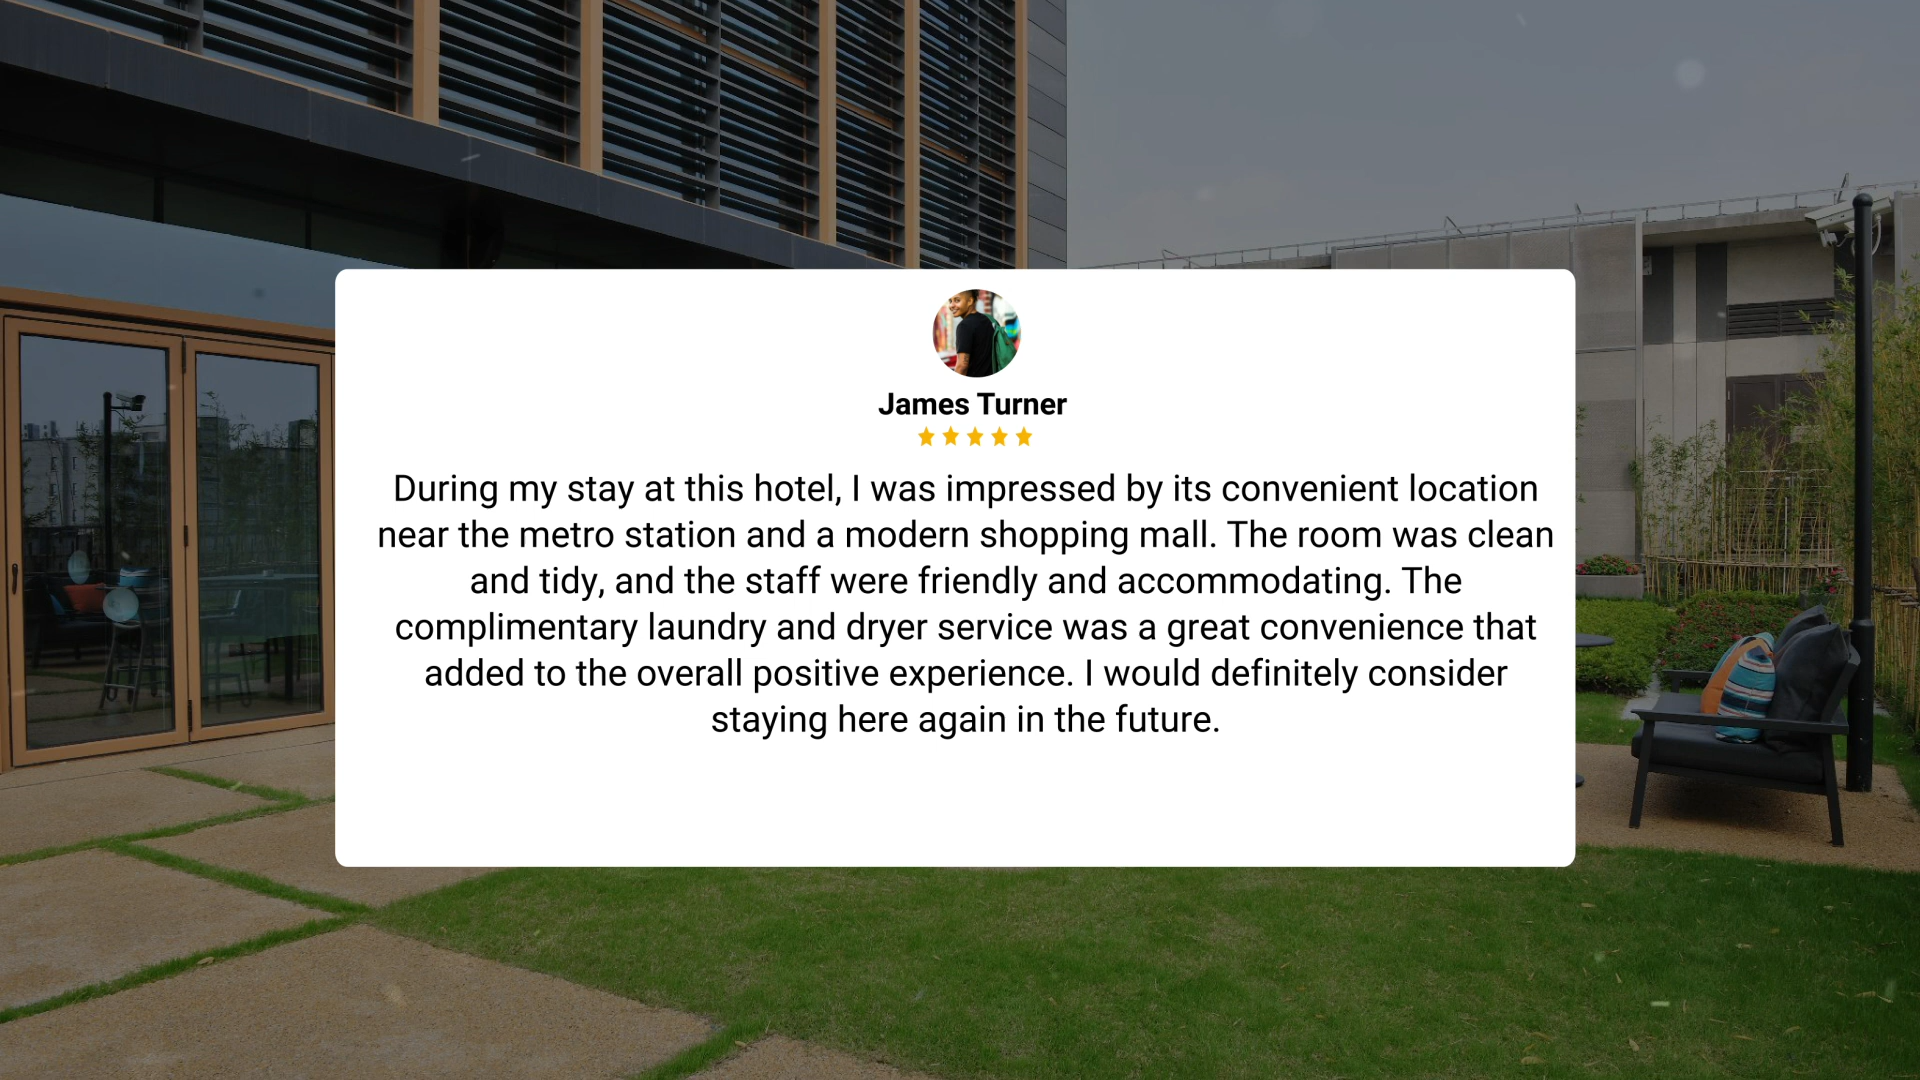 James Turner
During my stay at this hotel, I was impressed by its convenient location
near the metro station and a modern shopping mall. The room was clean
and tidy, and the staff were friendly and accommodating. The
complimentary laundry and dryer service was a great convenience that
added to the overall positive experience. I would definitely consider
staying here again in the future.